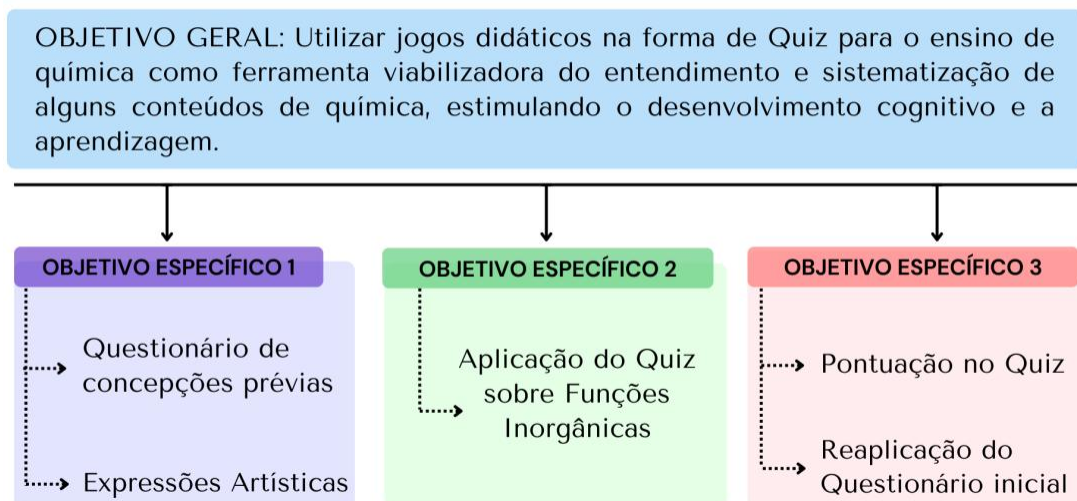 OBJETIVO GERAL: Utilizar jogos didáticos na forma de Quiz para o ensino de
química como ferramenta viabilizadora do entendimento e sistematização de
alguns conteúdos de química, estimulando o desenvolvimento cognitivo e a
aprendizagem.
OBJETIVO ESPECÍFICO 1
Questionário de
concepções prévias
Expressões Artísticas
OBJETIVO ESPECÍFICO 2
Aplicação do Quiz
sobre Funções
Inorgânicas
OBJETIVO ESPECÍFICO 3
Pontuação no Quiz
Reaplicação do
Questionário inicial